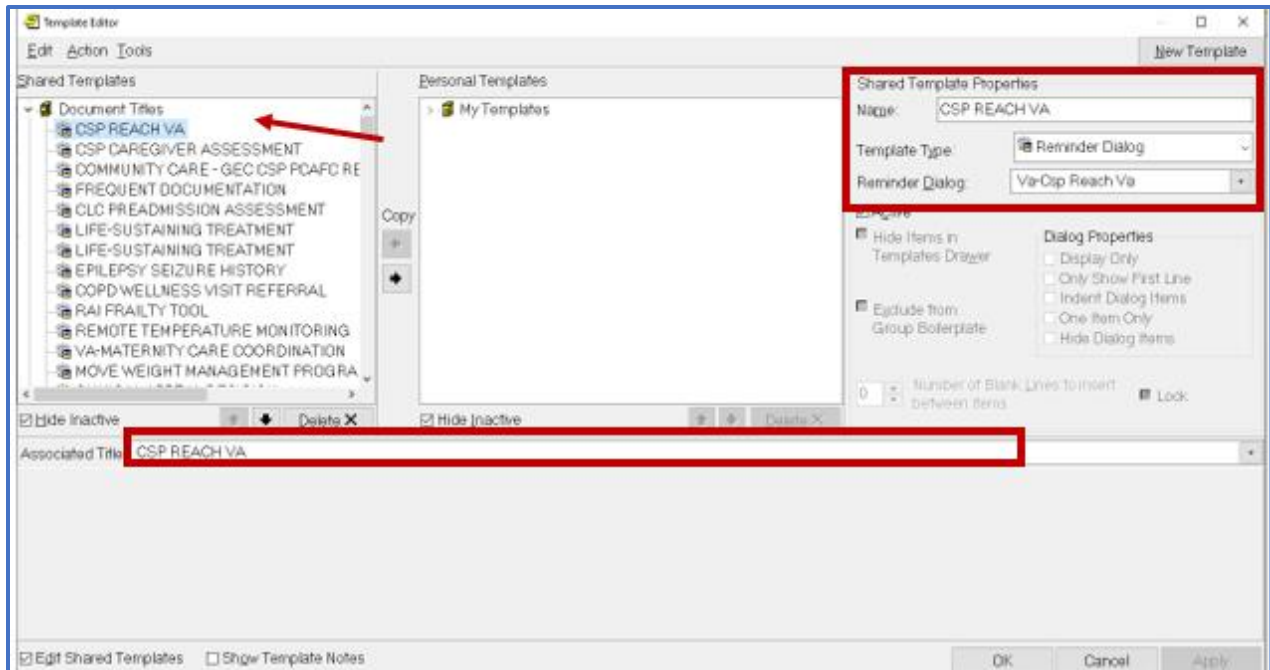 Template Editor
Edit Action Tools
New Template
Shared Templates
Document Titles
CSP REACH VA
CSP CAREGIVER ASSESSMENT
COMMUNITY CARE - GEC CSP PCAFC RE
FREQUENT DOCUMENTATION
CLC PREADMISSION ASSESSMENT
LIFE-SUSTAINING TREATMENT
LIFE-SUSTAINING TREATMENT
EPILEPSY SEIZURE HISTORY
COPD WELLNESS VISIT REFERRAL
RAI FRAILTY TOOL
REMOTE TEMPERATURE MONITORING
VA-MATERNITY CARE COORDINATION
MOVE WEIGHT MANAGEMENT PROGRA
Hide Inactive
Delete X
Copy
Personal Templates
My Templates
Hide Inactive
Delete X
Shared Template Properties
Name: CSP REACH VA
Template Type: Reminder Dialog
Reminder Dialog: Va-Csp Reach Va
Active
Hide Items in
Templates Drawer
Exclude from
Group Boilerplate
Dialog Properties
Display Only
Only Show First Line
Indent Dialog Items
One Item Only
Hide Dialog Items
0 Number of Blank Lines to insert
between items
Lock
Associated Title CSP REACH VA
Edit Shared Templates Show Template Notes
OK Cancel Apply